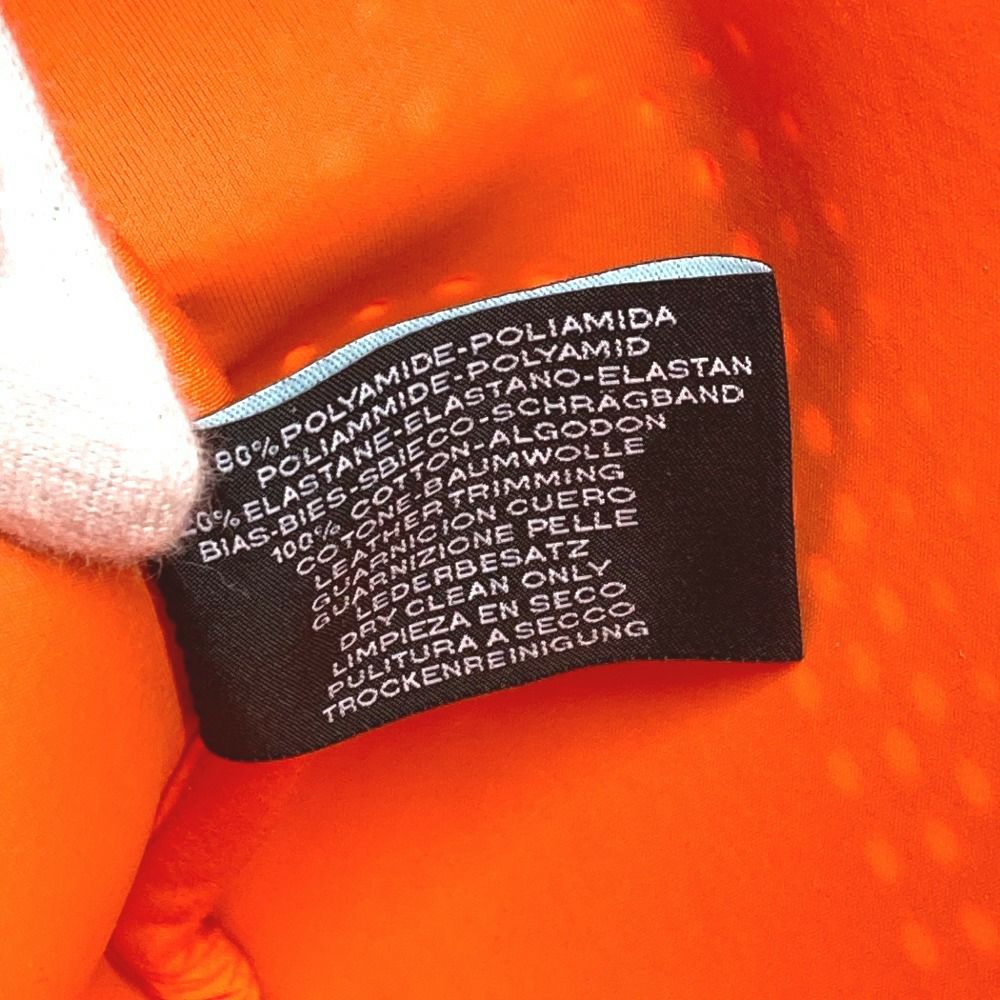 80% POLYAMIDE-POLIAMIDA
POLIAMMIDE-POLYAMID
20% ELASTANE-ELASTANO-ELASTAN
BIAS-BIES-SBIECO-SCHRÄGBAND
100% COTTON-ALGODON
COTONE-BAUMWOLLE
LEATHER TRIMMING
GUARNICION CUERO
GUARNIZIONE PELLE
LEDERBESATZ
DRY CLEAN ONLY
LIMPIEZA EN SECO
PULITURA A SECCO
TROCKENREINIGUNG